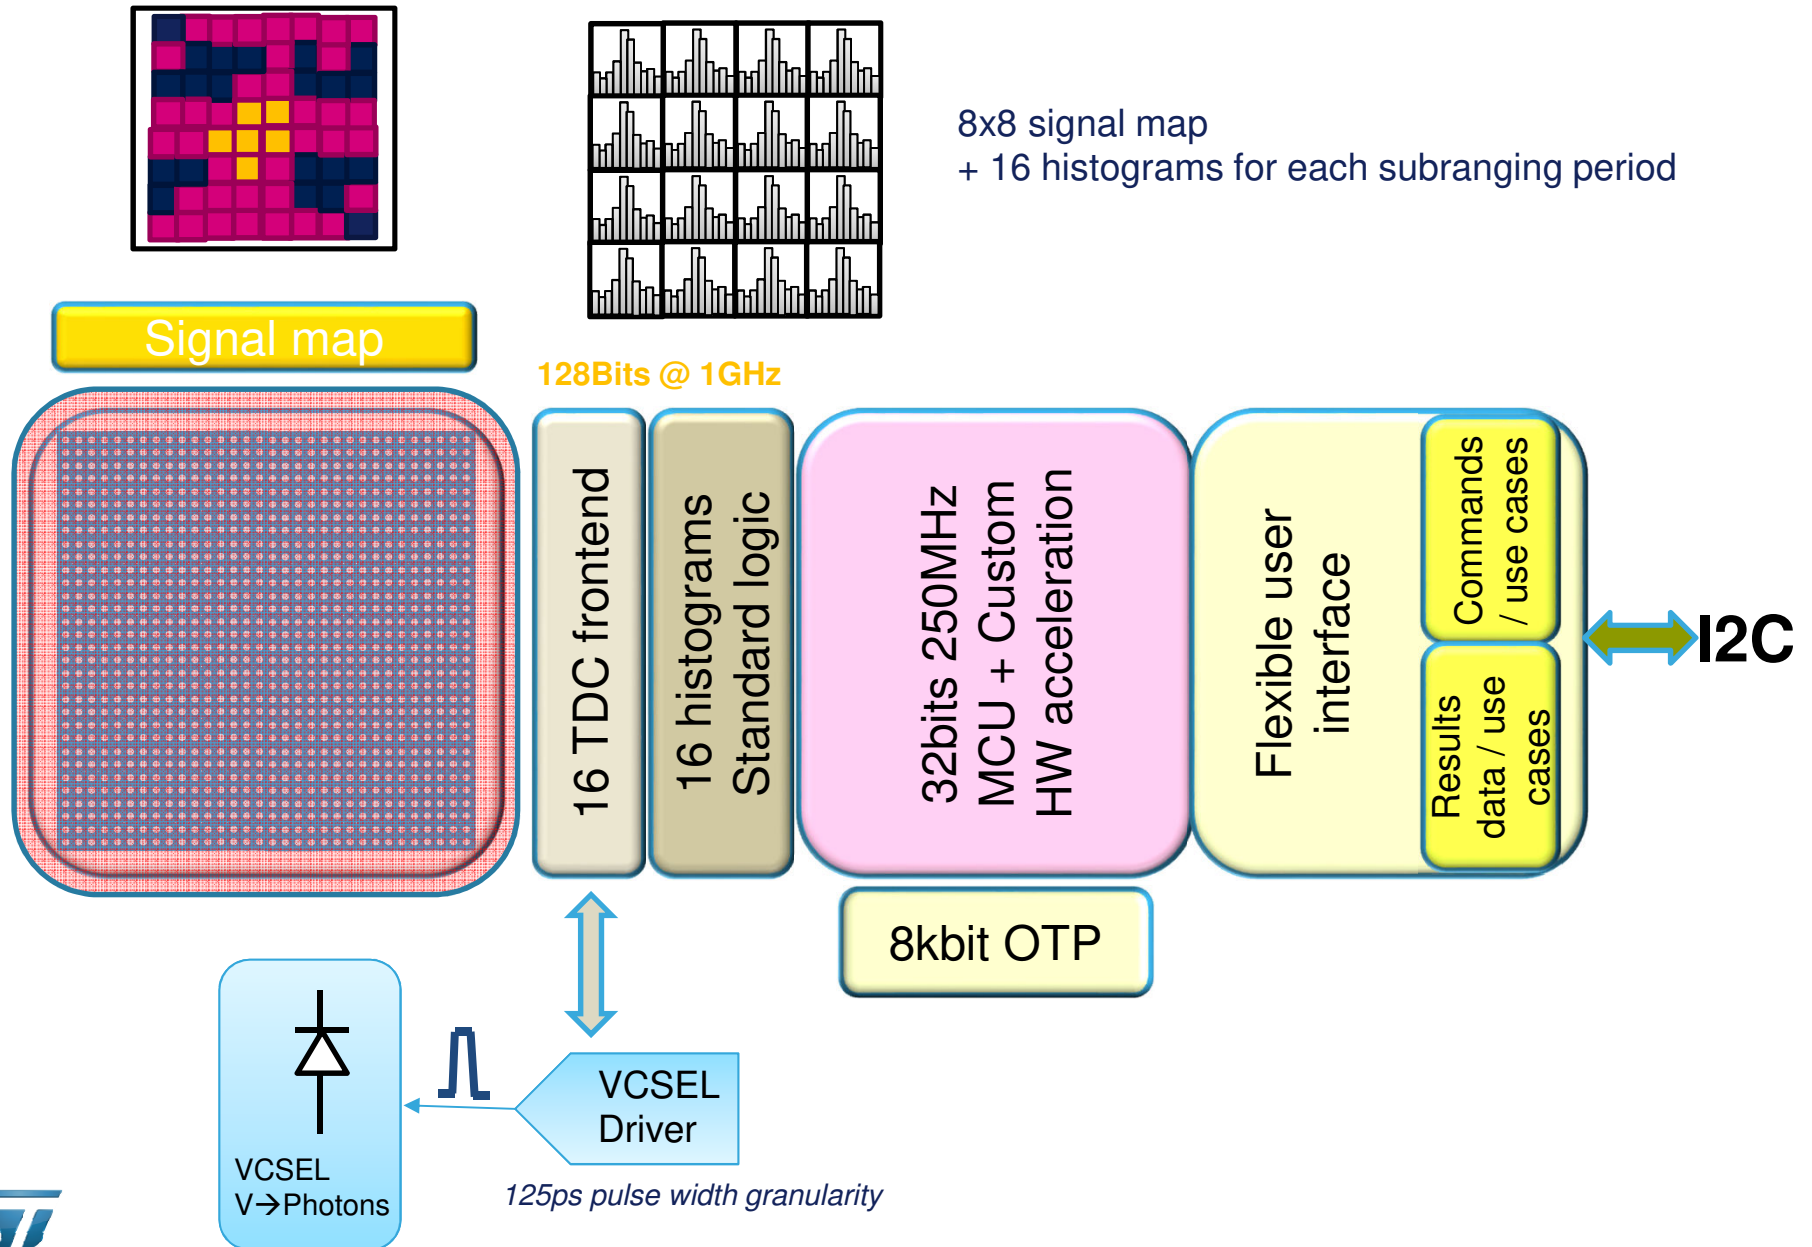 8x8 signal map
+ 16 histograms for each subranging period
Signal map
128Bits @ 1GHz
16 TDC frontend
16 histograms
Standard logic
32bits 250MHz
MCU + Custom
HW acceleration
Flexible user
interface
Commands
/ use cases
Results
data / use
cases
I2C
8kbit OTP
VCSEL
Driver
VCSEL
V→Photons
125ps pulse width granularity